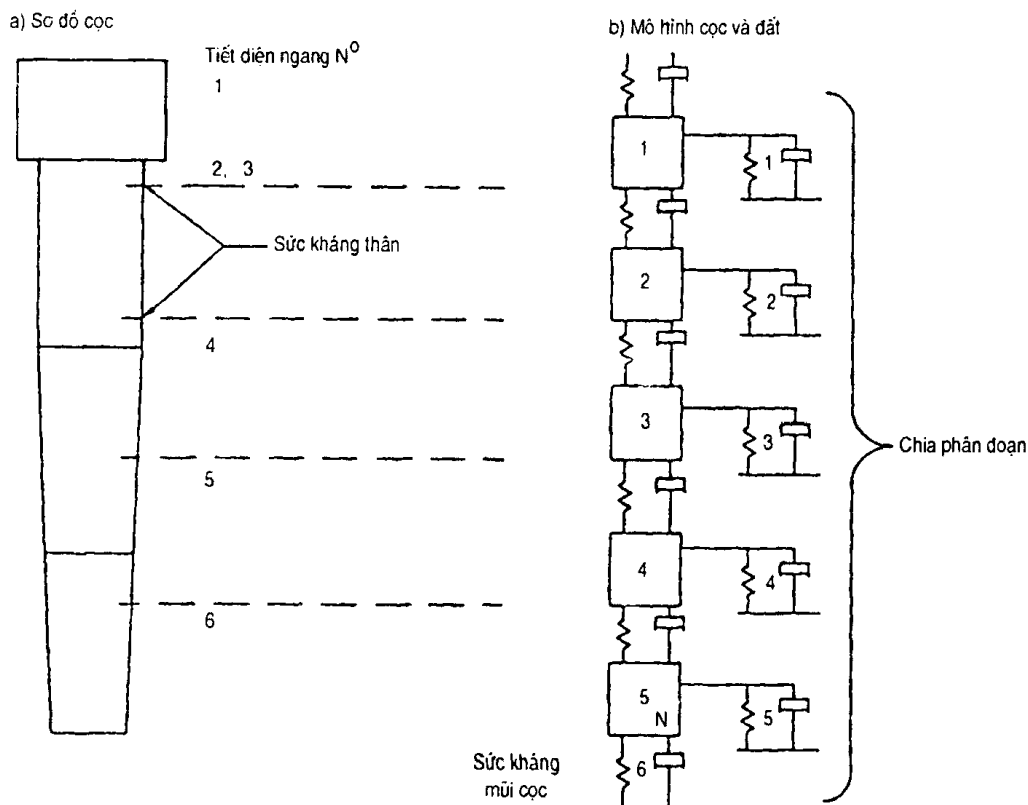 a) Sơ đồ cọc
Tiết diện ngang N°
1
2, 3
Sức kháng thân
4
5
6
b) Mô hình cọc và đất
1
1
2
2
3
3
4
4
5
N
5
6
Chia phân đoạn
Sức kháng
mũi cọc